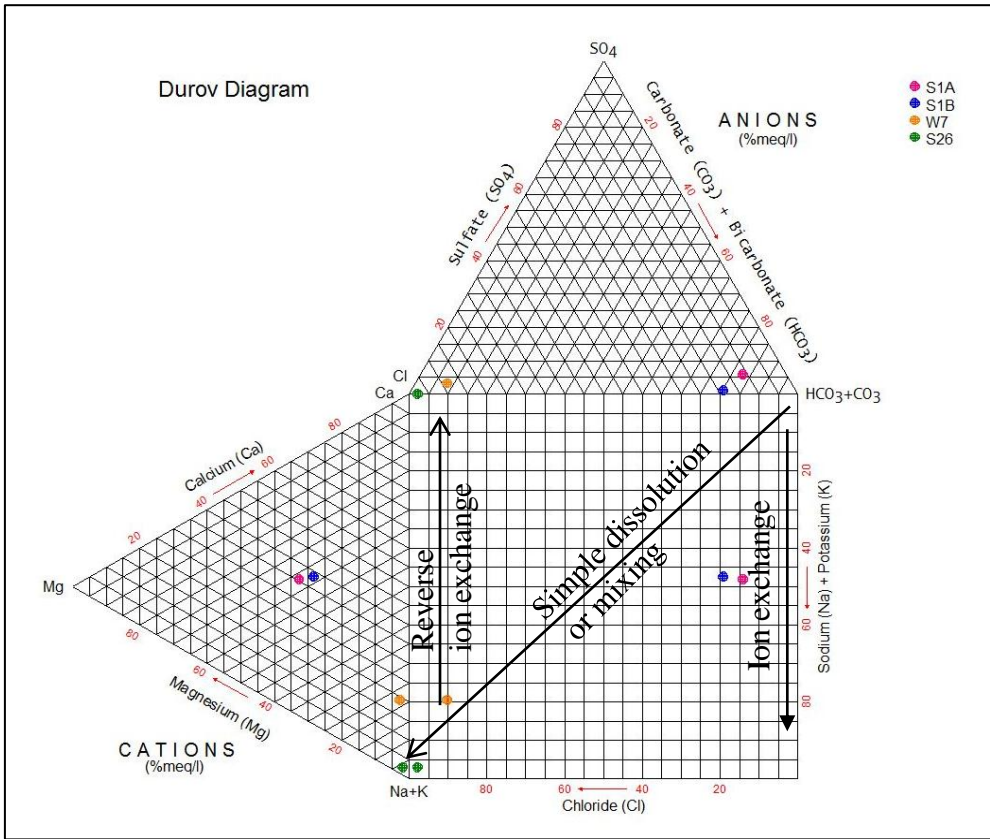 SO4
Durov Diagram
S1A
S1B
W7
S26
ANIONS
(%meq/l)
Carbonate (CO3) + Bicarbonate (HCO3)
20
40
60
80
Sulfate (SO4)
80
60
40
20
Cl
Ca
HCO3+CO3
Calcium (Ca)
80
60
40
20
Mg
Reverse
ion exchange
Simple dissolution
or mixing
Ion exchange
20
40
60
80
Sodium (Na) + Potassium (K)
80
60
40
20
Magnesium (Mg)
CATIONS
(%meq/l)
Na+K
80
60
40
20
Chloride (Cl)